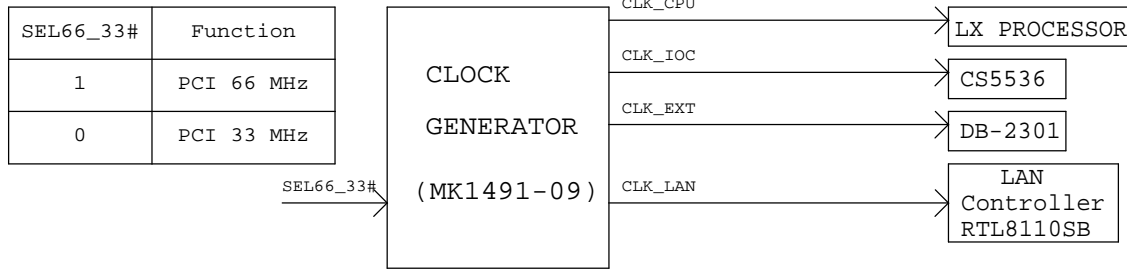 SEL66_33# Function
1 PCI 66 MHz
0 PCI 33 MHz
SEL66_33#
CLOCK
GENERATOR
(MK1491-09)
CLK_CPU
LX PROCESSOR
CLK_IOC
CS5536
CLK_EXT
DB-2301
CLK_LAN
LAN
Controller
RTL8110SB